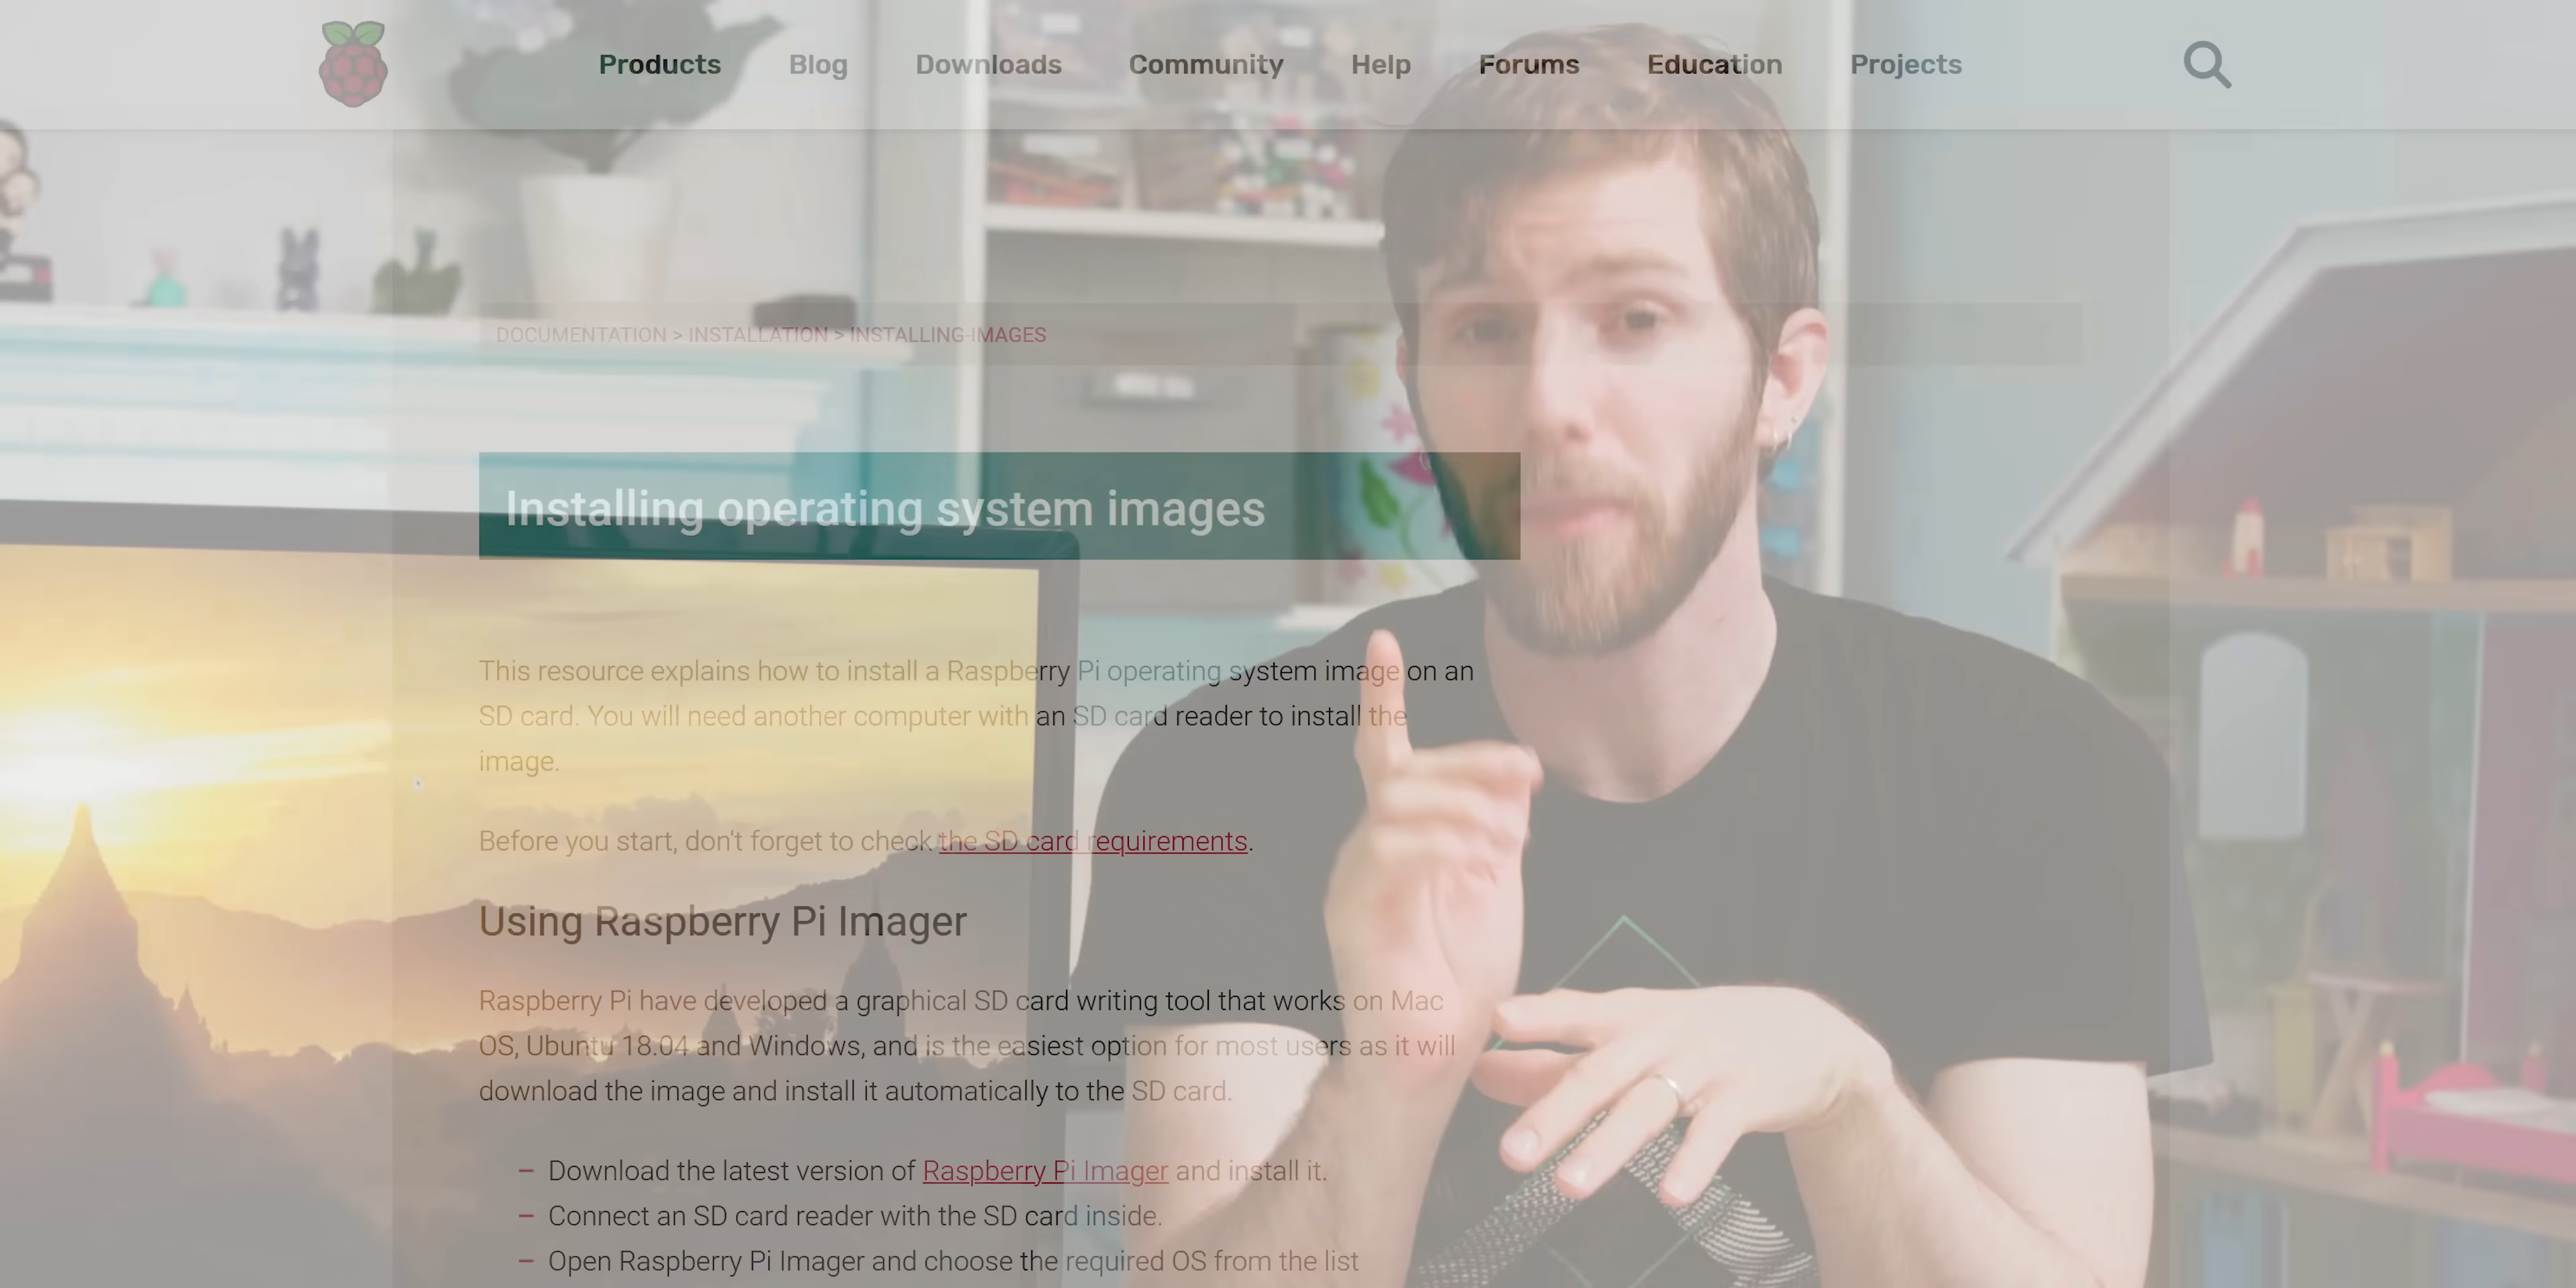 Products Blog Downloads Community Help Forums Education Projects
DOCUMENTATION > INSTALLATION > INSTALLING-IMAGES
Installing operating system images
This resource explains how to install a Raspberry Pi operating system image on an
SD card. You will need another computer with an SD card reader to install the
image.
Before you start, don't forget to check the SD card requirements.
Using Raspberry Pi Imager
Raspberry Pi have developed a graphical SD card writing tool that works on Mac
OS, Ubuntu 18.04 and Windows, and is the easiest option for most users as it will
download the image and install it automatically to the SD card.
– Download the latest version of Raspberry Pi Imager and install it.
– Connect an SD card reader with the SD card inside.
– Open Raspberry Pi Imager and choose the required OS from the list